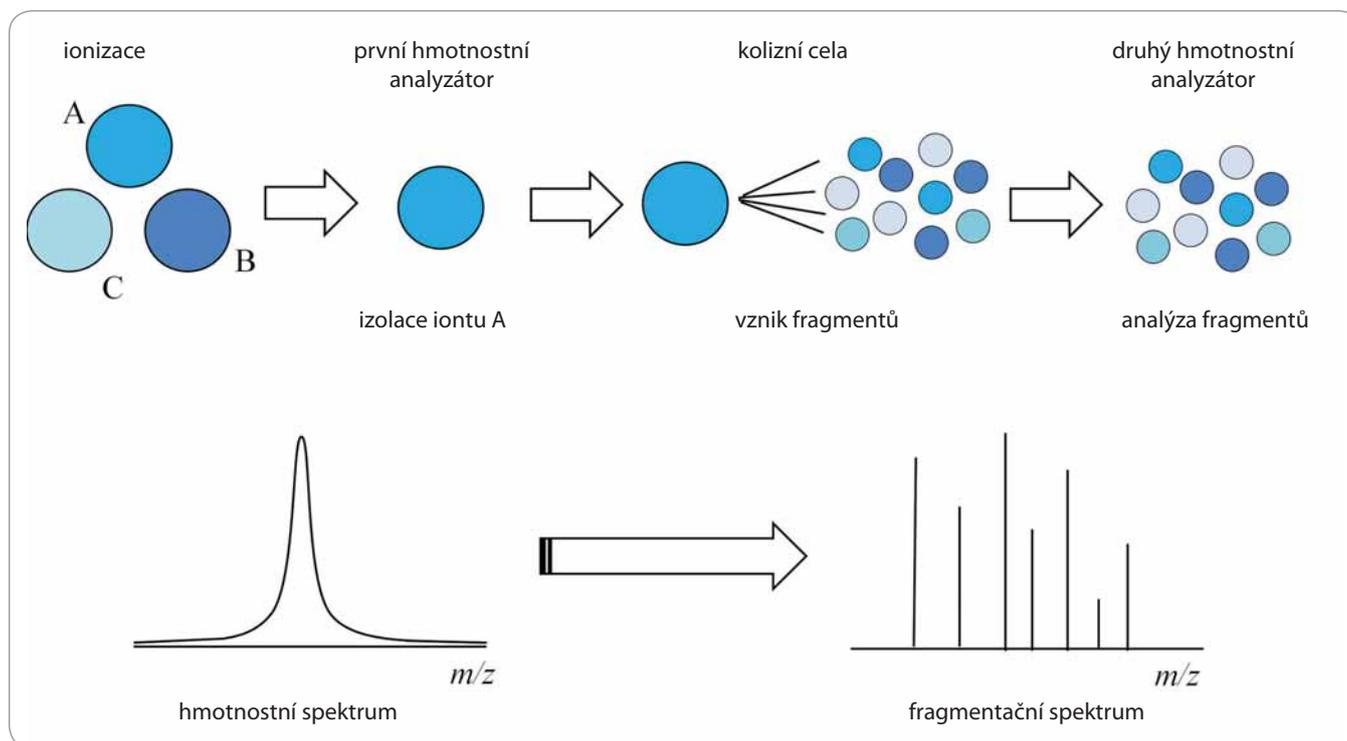 ionizace
první hmotnostní
analyzátor
kolizní cela
druhý hmotnostní
analyzátor
A
B
C
izolace iontu A
vznik fragmentů
analýza fragmentů
m/z
hmotnostní spektrum
m/z
fragmentační spektrum